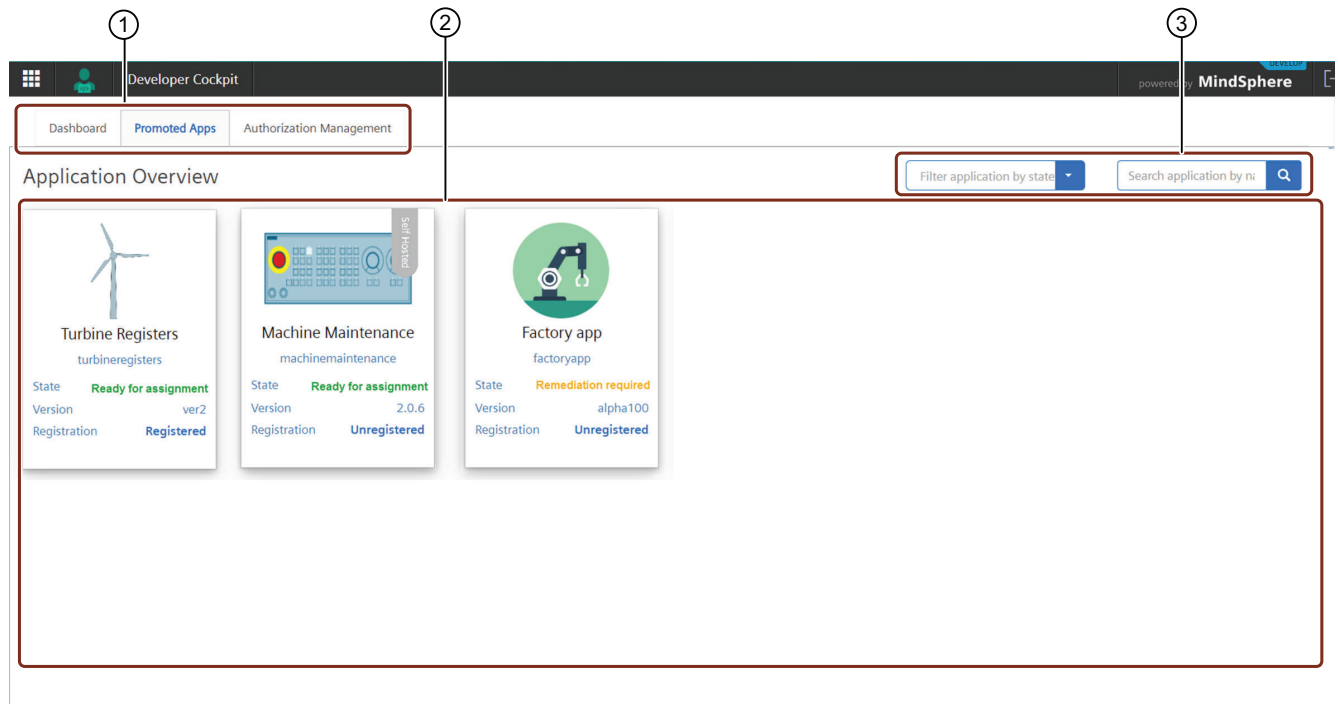 1
2
3
Developer Cockpit
DEVELOP
powered by MindSphere
Dashboard
Promoted Apps
Authorization Management
Application Overview
Filter application by state
Search application by na
Turbine Registers
turbineregisters
State Ready for assignment
Version ver2
Registration Registered
Self Hosted
Machine Maintenance
machinemaintenance
State Ready for assignment
Version 2.0.6
Registration Unregistered
Factory app
factoryapp
State Remediation required
Version alpha100
Registration Unregistered